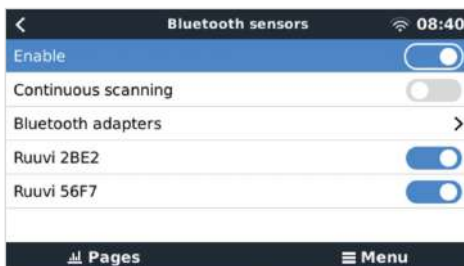 Bluetooth sensors 08:40
Enable
Continuous scanning
Bluetooth adapters
Ruuvi 2BE2
Ruuvi 56F7
Pages Menu